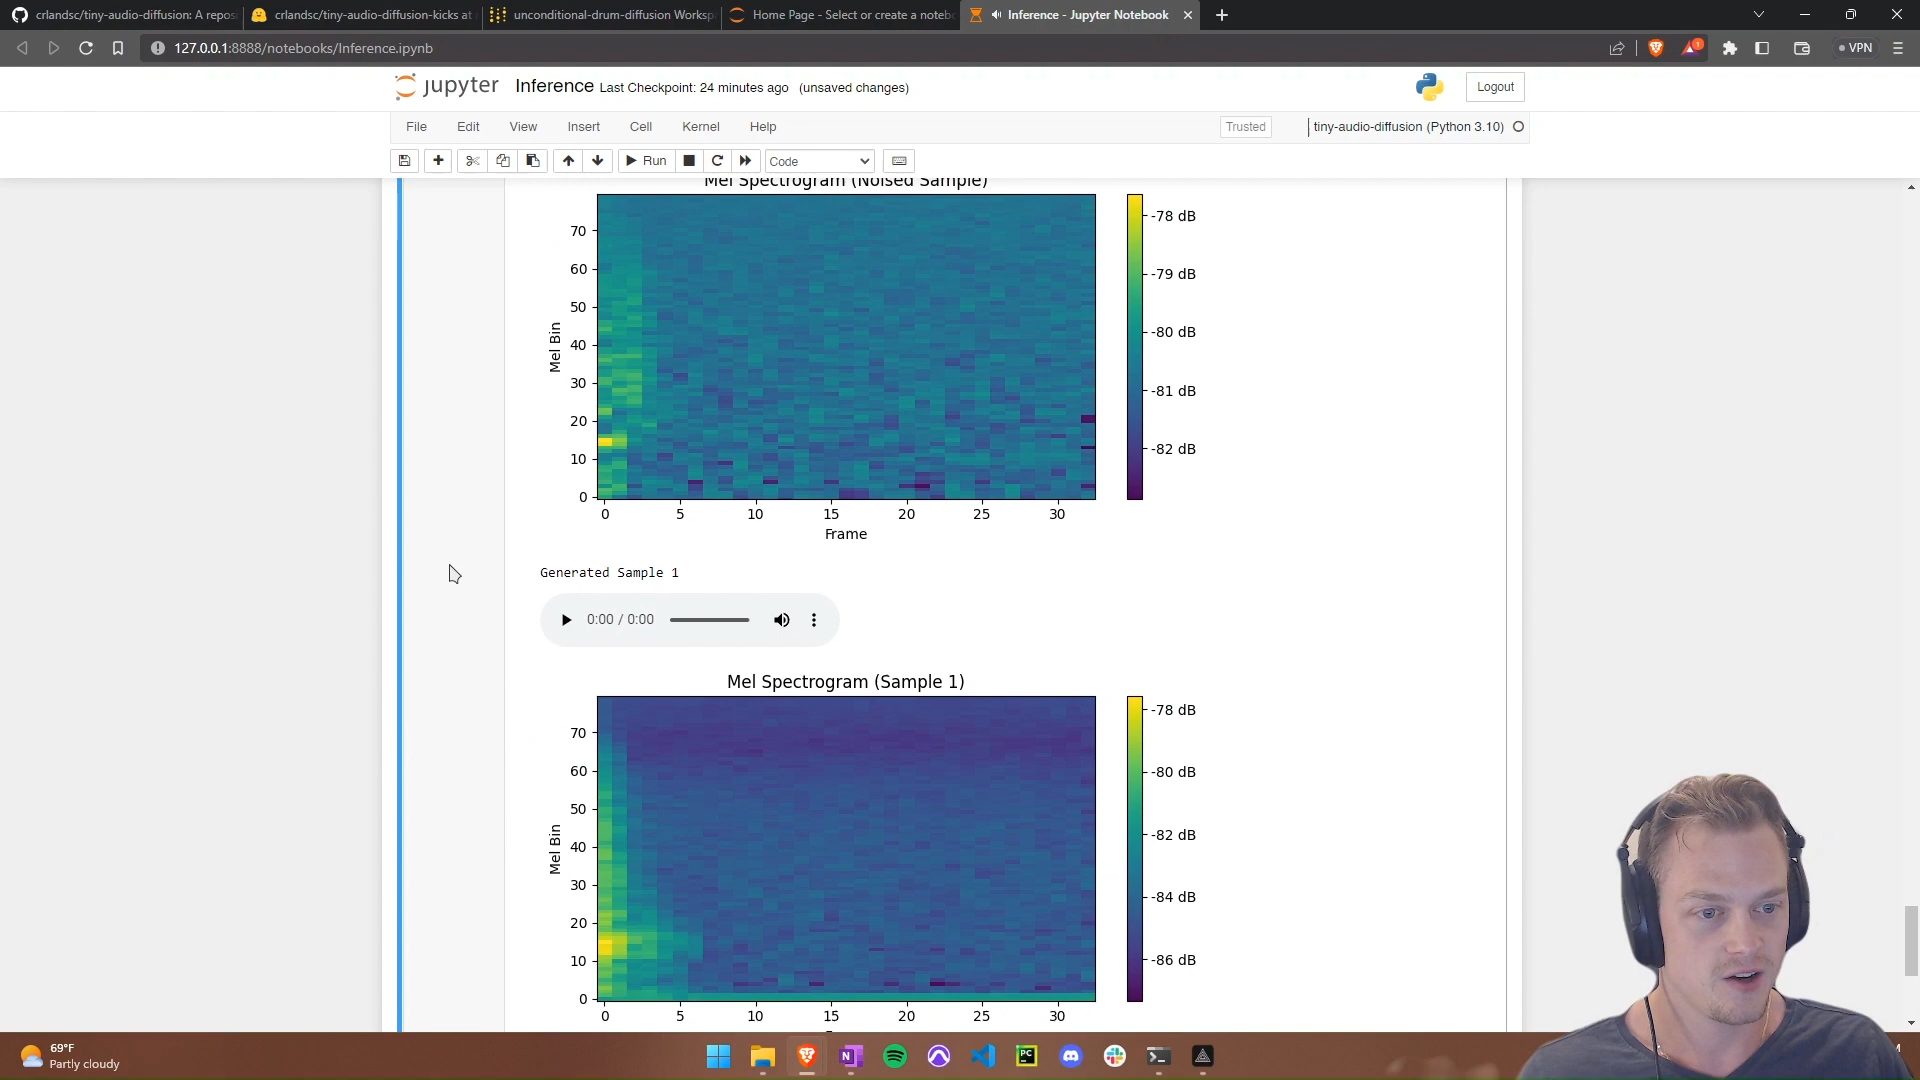 crlandsc/tiny-audio-diffusion: A repos
crlandsc/tiny-audio-diffusion-kicks at
unconditional-drum-diffusion Worksp
Home Page - Select or create a noteb
Inference - Jupyter Notebook
127.0.0.1:8888/notebooks/Inference.ipynb
1
VPN
jupyter
Inference Last Checkpoint: 24 minutes ago (unsaved changes)
Logout
File Edit View Insert Cell Kernel Help
Trusted
tiny-audio-diffusion (Python 3.10)
Run
Code
Mel Spectrogram (Noised Sample)
70
60
50
40
30
20
10
0
Mel Bin
0 5 10 15 20 25 30
Frame
-78 dB
-79 dB
-80 dB
-81 dB
-82 dB
Generated Sample 1
0:00 / 0:00
Mel Spectrogram (Sample 1)
70
60
50
40
30
20
10
0
Mel Bin
0 5 10 15 20 25 30
-78 dB
-80 dB
-82 dB
-84 dB
-86 dB
69°F
Partly cloudy
N
PC